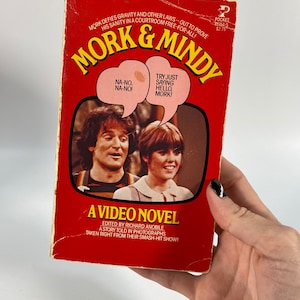 MORK DEFIES GRAVITY AND OTHER LAWS—OUT TO PROVE
HIS SANITY IN A COURTROOM FREE-FOR-ALL!
POCKET
MORK & MINDY
NA-NO,
NA-NO!
TRY JUST
SAYING
HELLO,
MORK!
A VIDEO NOVEL
EDITED BY RICHARD ANOBILE
A STORY TOLD IN PHOTOGRAPHS
TAKEN RIGHT FROM THEIR SMASH-HIT SHOW!